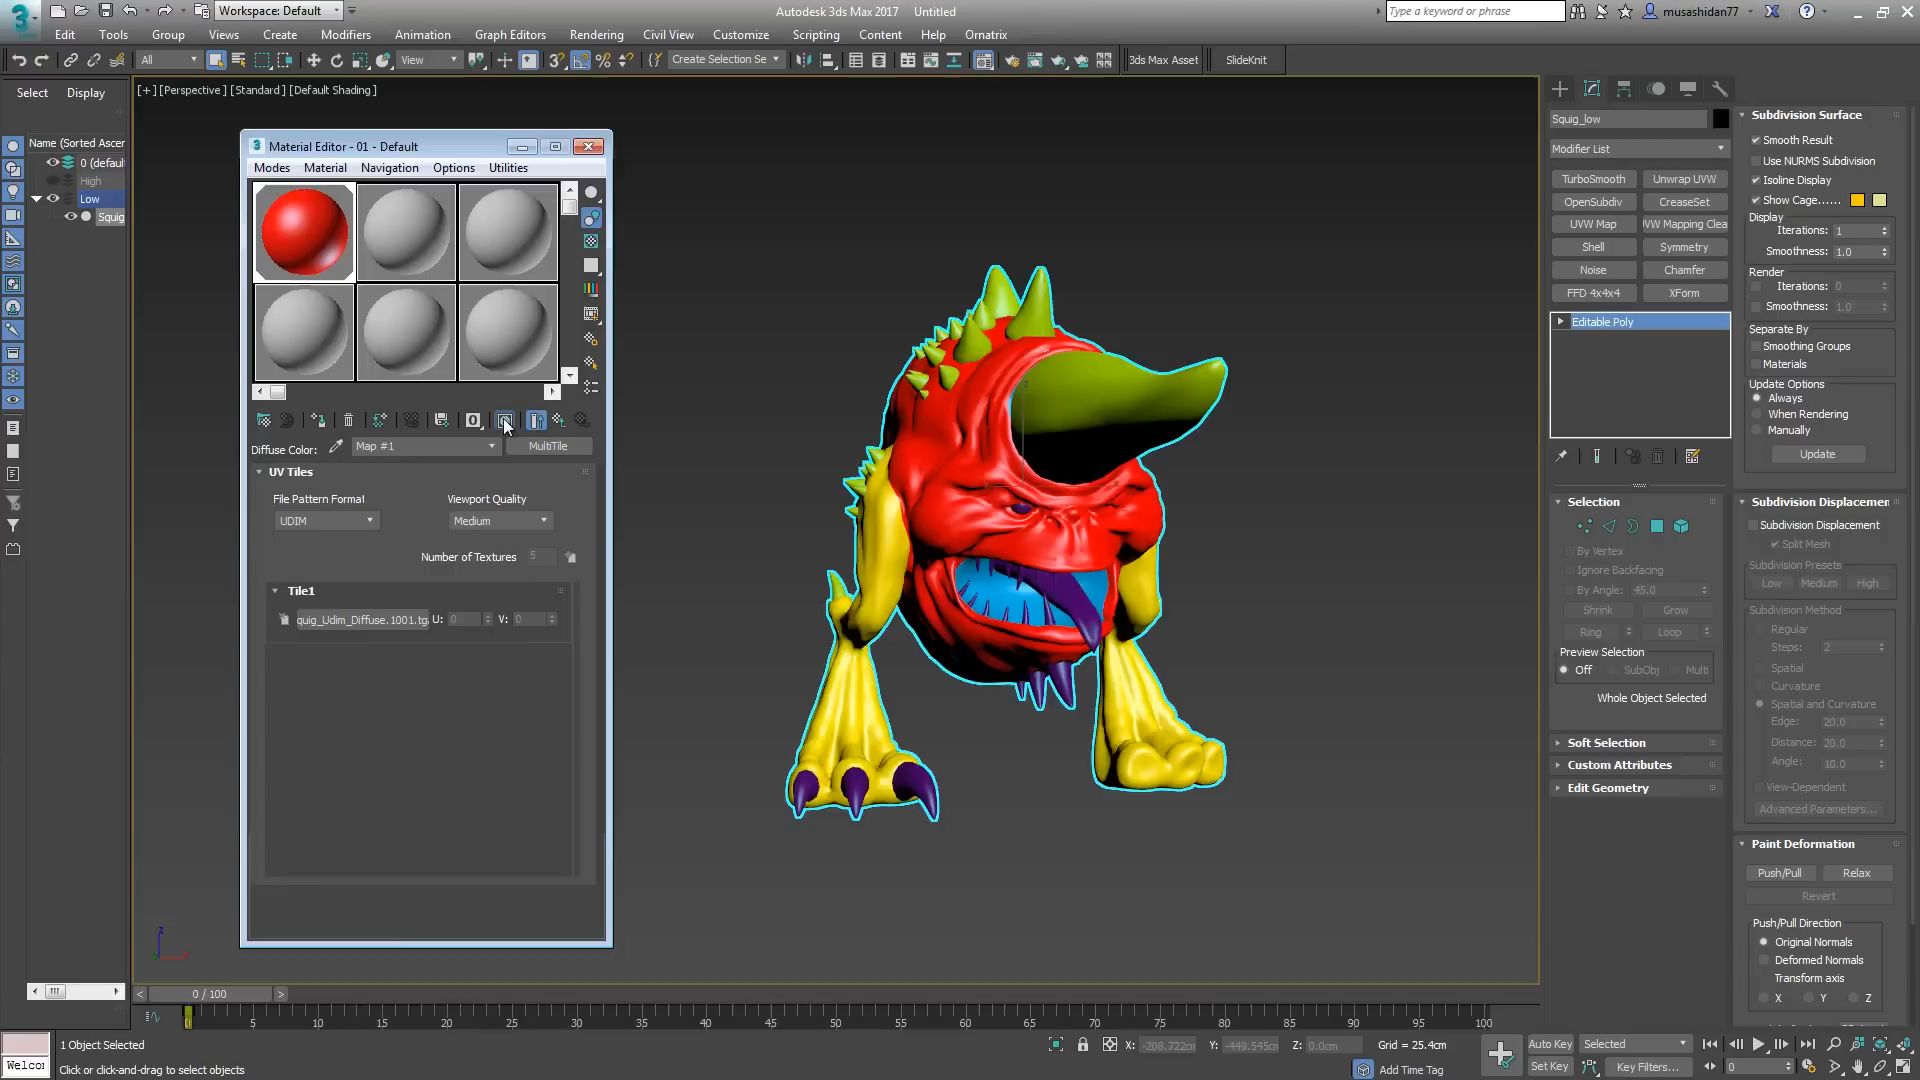 3 Workspace: Default Autodesk 3ds Max 2017 Untitled Type a keyword or phrase musashidan77
Edit Tools Group Views Create Modifiers Animation Graph Editors Rendering Civil View Customize Scripting Content Help Ornatrix
All View Create Selection Se 3ds Max Asset SlideKnit
Select Display
Name (Sorted Ascer
0 (defaul
High
Low
Squig
[+] [Perspective] [Standard] [Default Shading]
Material Editor - 01 - Default
Modes Material Navigation Options Utilities
Diffuse Color: Map #1 MultiTile
UV Tiles
File Pattern Format Viewport Quality
UDIM Medium
Number of Textures 5
Tile1
quig_Udim_Diffuse.1001.tg U: 0 V: 0
Squig_low
Modifier List
TurboSmooth Unwrap UVW
OpenSubdiv CreaseSet
UVW Map UVW Mapping Clea
Shell Symmetry
Noise Chamfer
FFD 4x4x4 XForm
Editable Poly
Selection
By Vertex
Ignore Backfacing
By Angle: 45.0
Shrink Grow
Ring Loop
Preview Selection
Off SubObj Multi
Whole Object Selected
Soft Selection
Custom Attributes
Edit Geometry
Subdivision Surface
Smooth Result
Use NURMS Subdivision
Isoline Display
Show Cage......
Display
Iterations: 1
Smoothness: 1.0
Render
Iterations: 0
Smoothness: 1.0
Separate By
Smoothing Groups
Materials
Update Options
Always
When Rendering
Manually
Update
Subdivision Displacemen
Subdivision Displacement
Split Mesh
Subdivision Presets
Low Medium High
Subdivision Method
Regular
Steps: 2
Spatial
Curvature
Spatial and Curvature
Edge: 20.0
Distance: 20.0
Angle: 10.0
View-Dependent
Advanced Parameters...
Paint Deformation
Push/Pull Relax
Revert
Push/Pull Direction
Original Normals
Deformed Normals
Transform axis
X Y Z
0 / 100
0 5 10 15 20 25 30 35 40 45 50 55 60 65 70 75 80 85 90 95 100
1 Object Selected X: -208.722cm Y: -449.545cm Z: 0.0cm Grid = 25.4cm Auto Key Selected
Welcor Click or click-and-drag to select objects Add Time Tag Set Key Key Filters... 0